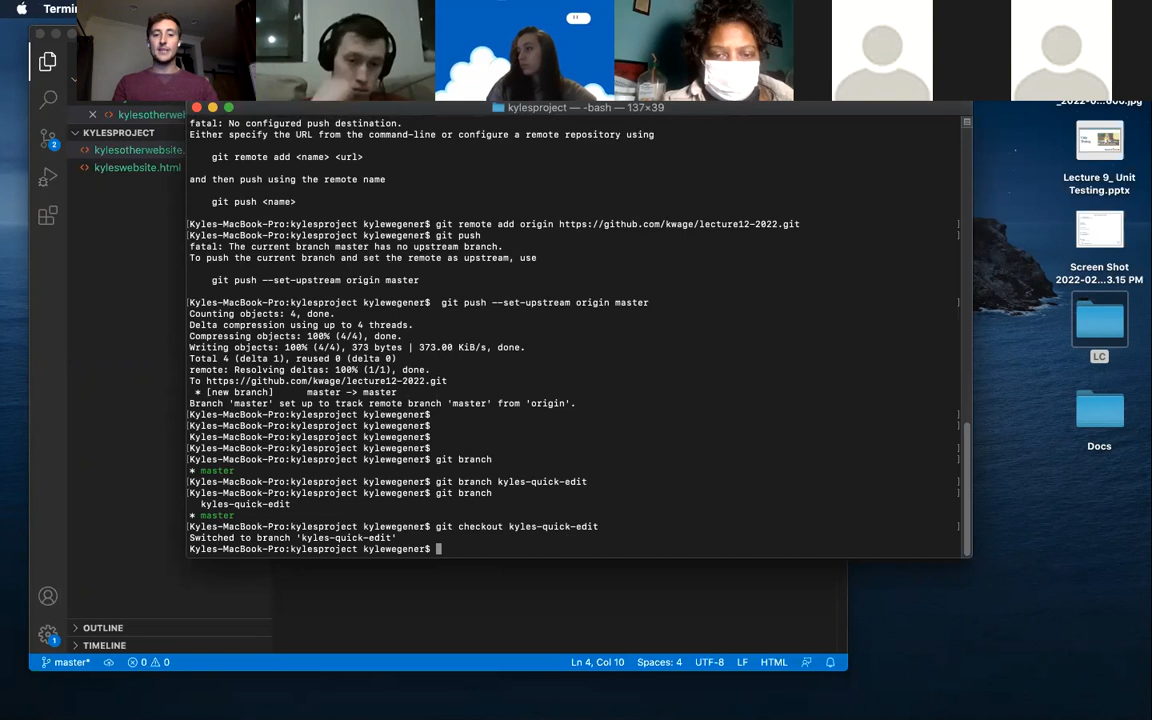 Termin
_2022-0...000.jpg
kylesproject — -bash — 137×39
kylesotherwel
KYLESPROJECT
kylesotherwebsite.
kyleswebsite.html
2
fatal: No configured push destination.
Either specify the URL from the command-line or configure a remote repository using
git remote add <name> <url>
and then push using the remote name
git push <name>
[Kyles-MacBook-Pro:kylesproject kylewegener$ git remote add origin https://github.com/kwage/lecture12-2022.git ]
[Kyles-MacBook-Pro:kylesproject kylewegener$ git push ]
fatal: The current branch master has no upstream branch.
To push the current branch and set the remote as upstream, use
git push --set-upstream origin master
[Kyles-MacBook-Pro:kylesproject kylewegener$  git push --set-upstream origin master ]
Counting objects: 4, done.
Delta compression using up to 4 threads.
Compressing objects: 100% (4/4), done.
Writing objects: 100% (4/4), 373 bytes | 373.00 KiB/s, done.
Total 4 (delta 1), reused 0 (delta 0)
remote: Resolving deltas: 100% (1/1), done.
To https://github.com/kwage/lecture12-2022.git
* [new branch]      master -> master
Branch 'master' set up to track remote branch 'master' from 'origin'.
[Kyles-MacBook-Pro:kylesproject kylewegener$ ]
[Kyles-MacBook-Pro:kylesproject kylewegener$ ]
[Kyles-MacBook-Pro:kylesproject kylewegener$ ]
[Kyles-MacBook-Pro:kylesproject kylewegener$ ]
[Kyles-MacBook-Pro:kylesproject kylewegener$ git branch ]
* master
[Kyles-MacBook-Pro:kylesproject kylewegener$ git branch kyles-quick-edit ]
[Kyles-MacBook-Pro:kylesproject kylewegener$ git branch ]
kyles-quick-edit
* master
[Kyles-MacBook-Pro:kylesproject kylewegener$ git checkout kyles-quick-edit ]
Switched to branch 'kyles-quick-edit'
Kyles-MacBook-Pro:kylesproject kylewegener$
Lecture 9_ Unit
Testing.pptx
Screen Shot
2022-02...3.15 PM
LC
Docs
1
OUTLINE
TIMELINE
master*
0
0
Ln 4, Col 10
Spaces: 4
UTF-8
LF
HTML